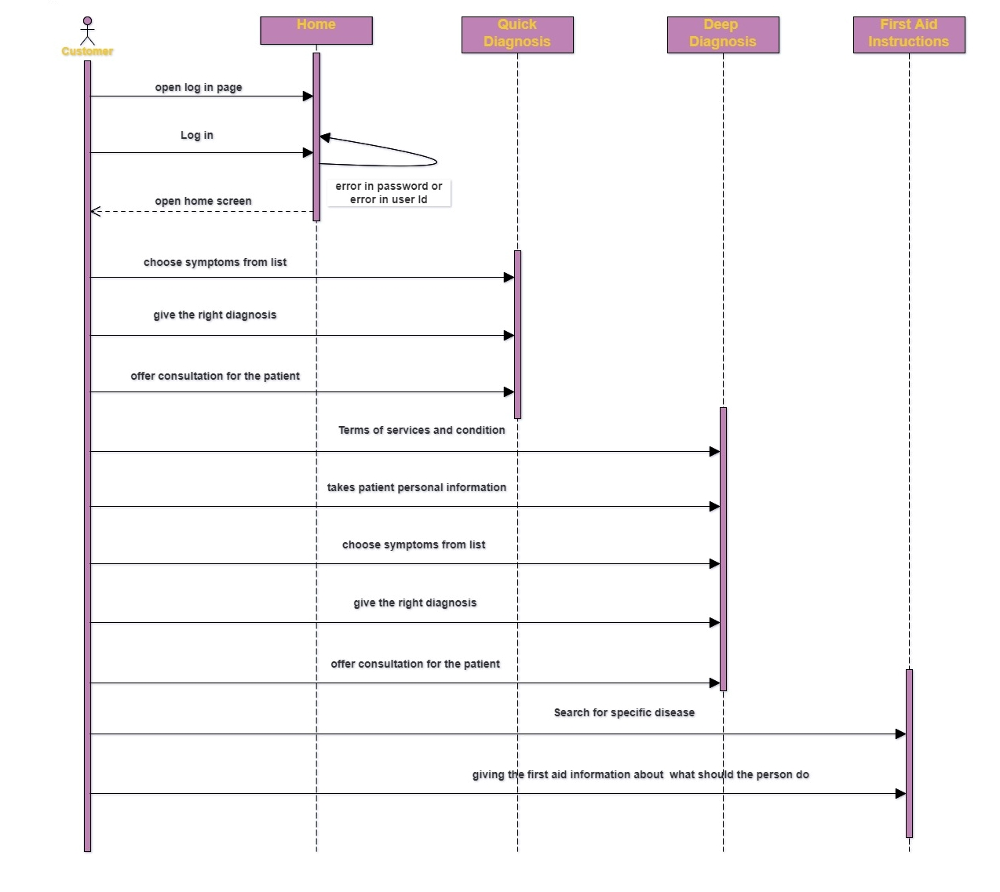 Customer
Home
Quick
Diagnosis
Deep
Diagnosis
First Aid
Instructions
open log in page
Log in
error in password or
error in user Id
open home screen
choose symptoms from list
give the right diagnosis
offer consultation for the patient
Terms of services and condition
takes patient personal information
choose symptoms from list
give the right diagnosis
offer consultation for the patient
Search for specific disease
giving the first aid information about  what should the person do